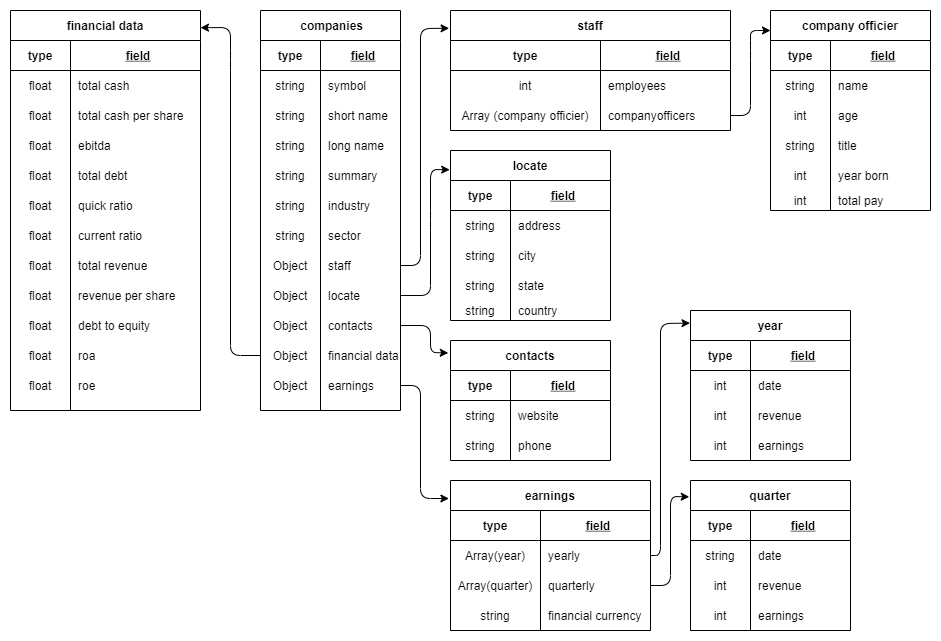 financial data
type field
float total cash
float total cash per share
float ebitda
float total debt
float quick ratio
float current ratio
float total revenue
float revenue per share
float debt to equity
float roa
float roe
companies
type field
string symbol
string short name
string long name
string summary
string industry
string sector
Object staff
Object locate
Object contacts
Object financial data
Object earnings
staff
type field
int employees
Array (company officier) companyofficers
company officier
type field
string name
int age
string title
int year born
int total pay
locate
type field
string address
string city
string state
string country
contacts
type field
string website
string phone
year
type field
int date
int revenue
int earnings
earnings
type field
Array(year) yearly
Array(quarter) quarterly
string financial currency
quarter
type field
string date
int revenue
int earnings